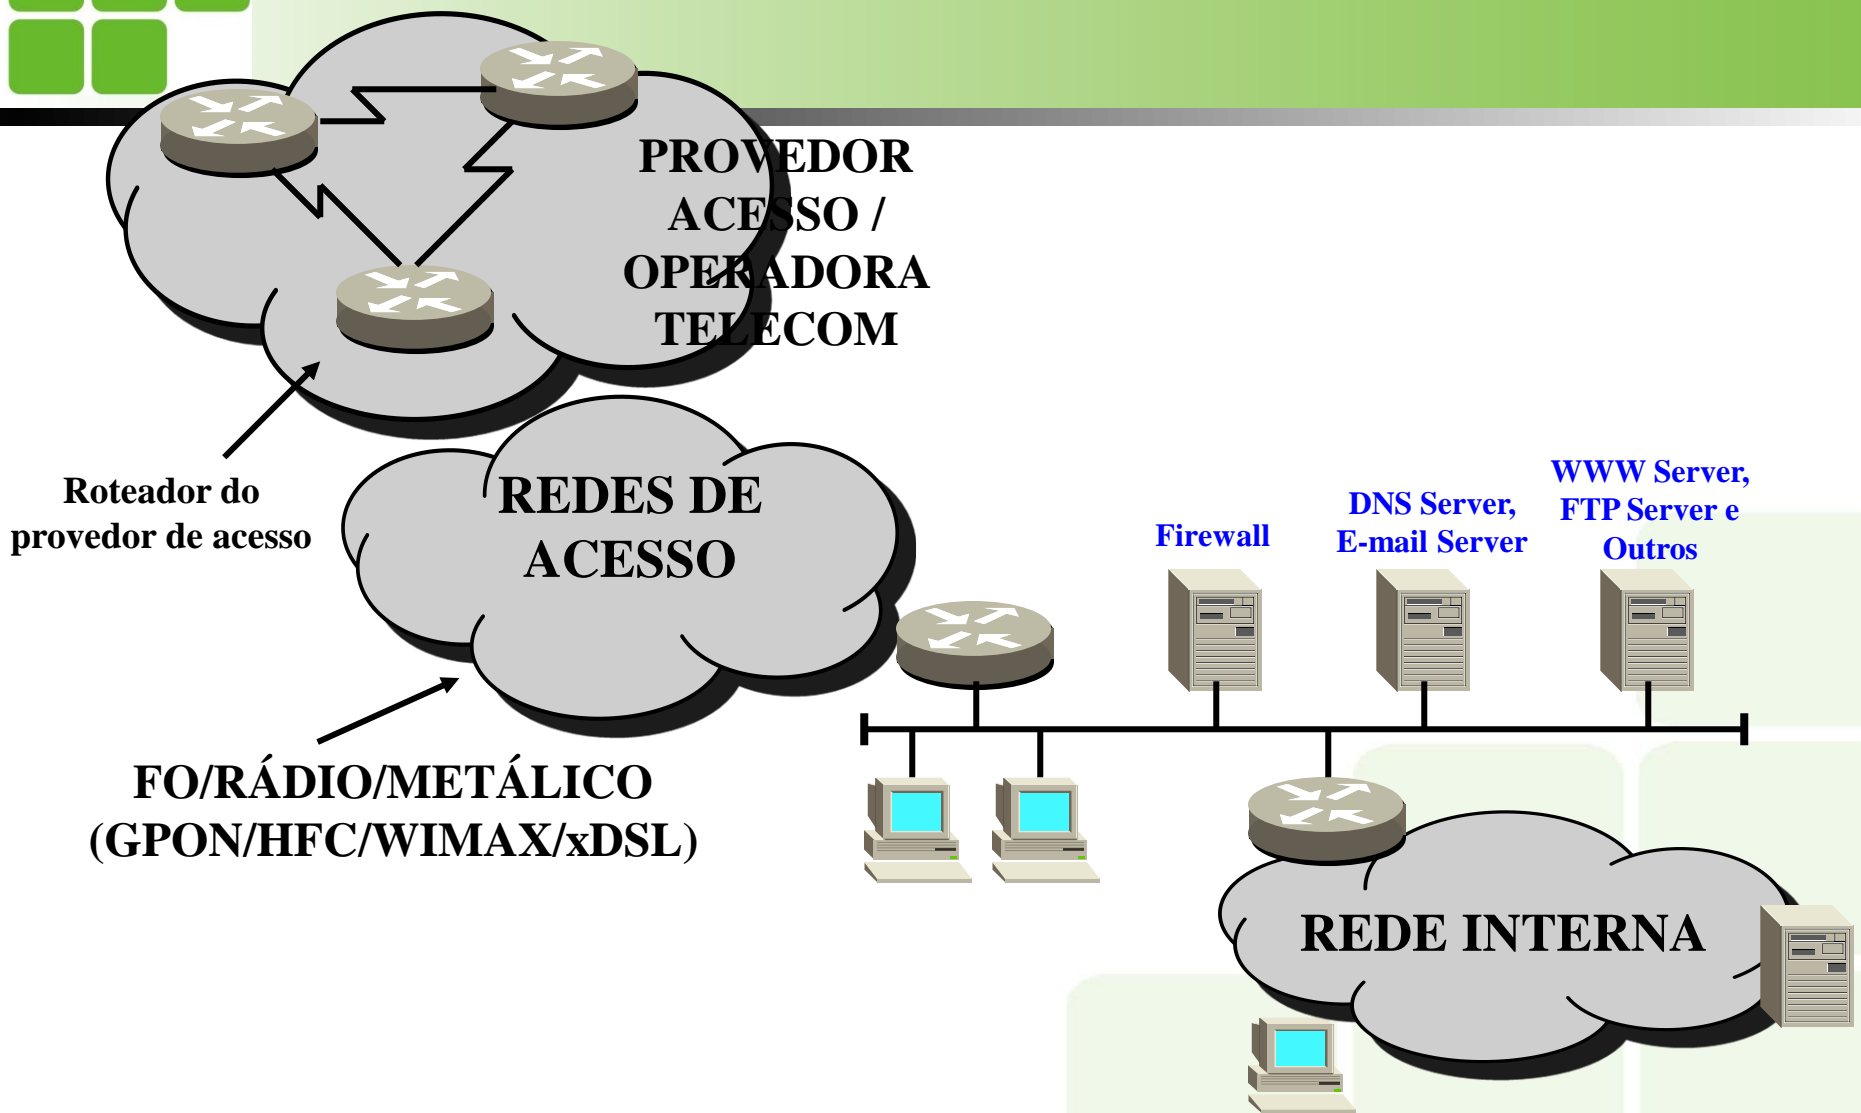 PROVEDOR
ACESSO /
OPERADORA
TELECOM
Roteador do
provedor de acesso
REDES DE
ACESSO
FO/RÁDIO/METÁLICO
(GPON/HFC/WIMAX/xDSL)
Firewall
DNS Server,
E-mail Server
WWW Server,
FTP Server e
Outros
REDE INTERNA